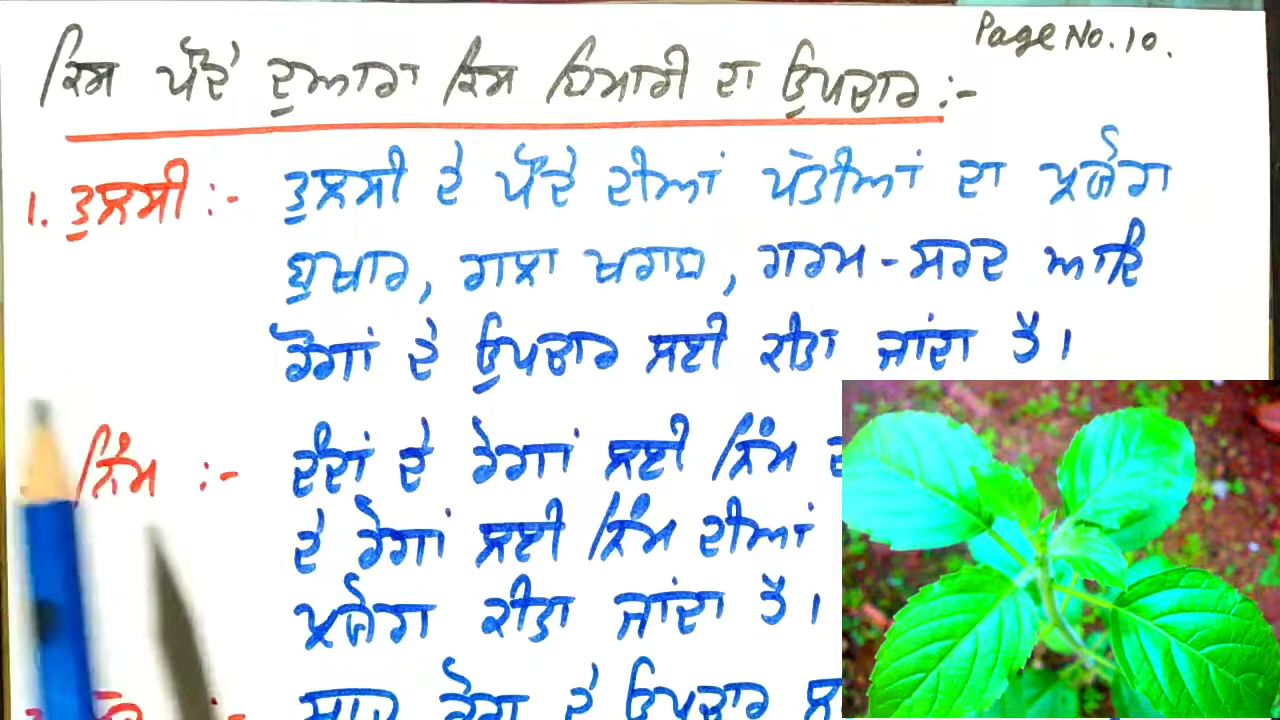 Page No. 10.
ਕਿਸ ਪੌਦੇ ਦੁਆਰਾ ਕਿਸ ਬਿਮਾਰੀ ਦਾ ਉਪਚਾਰ :-
1. ਤੁਲਸੀ :- ਤੁਲਸੀ ਦੇ ਪੌਦੇ ਦੀਆਂ ਪੱਤੀਆਂ ਦਾ ਪ੍ਰਯੋਗ
ਬੁਖਾਰ, ਗਲਾ ਖਰਾਬ, ਗਰਮ-ਸਰਦ ਆਦਿ
ਰੋਗਾਂ ਦੇ ਉਪਚਾਰ ਲਈ ਕੀਤਾ ਜਾਂਦਾ ਹੈ।
ਨਿੰਮ :- ਦੰਦਾਂ ਦੇ ਰੋਗਾਂ ਲਈ ਨਿੰਮ
ਦੇ ਰੋਗਾਂ ਲਈ ਨਿੰਮ ਦੀਆਂ
ਪ੍ਰਯੋਗ ਕੀਤਾ ਜਾਂਦਾ ਹੈ।
ਰੋਗ ਦੇ ਉਪਚਾਰ